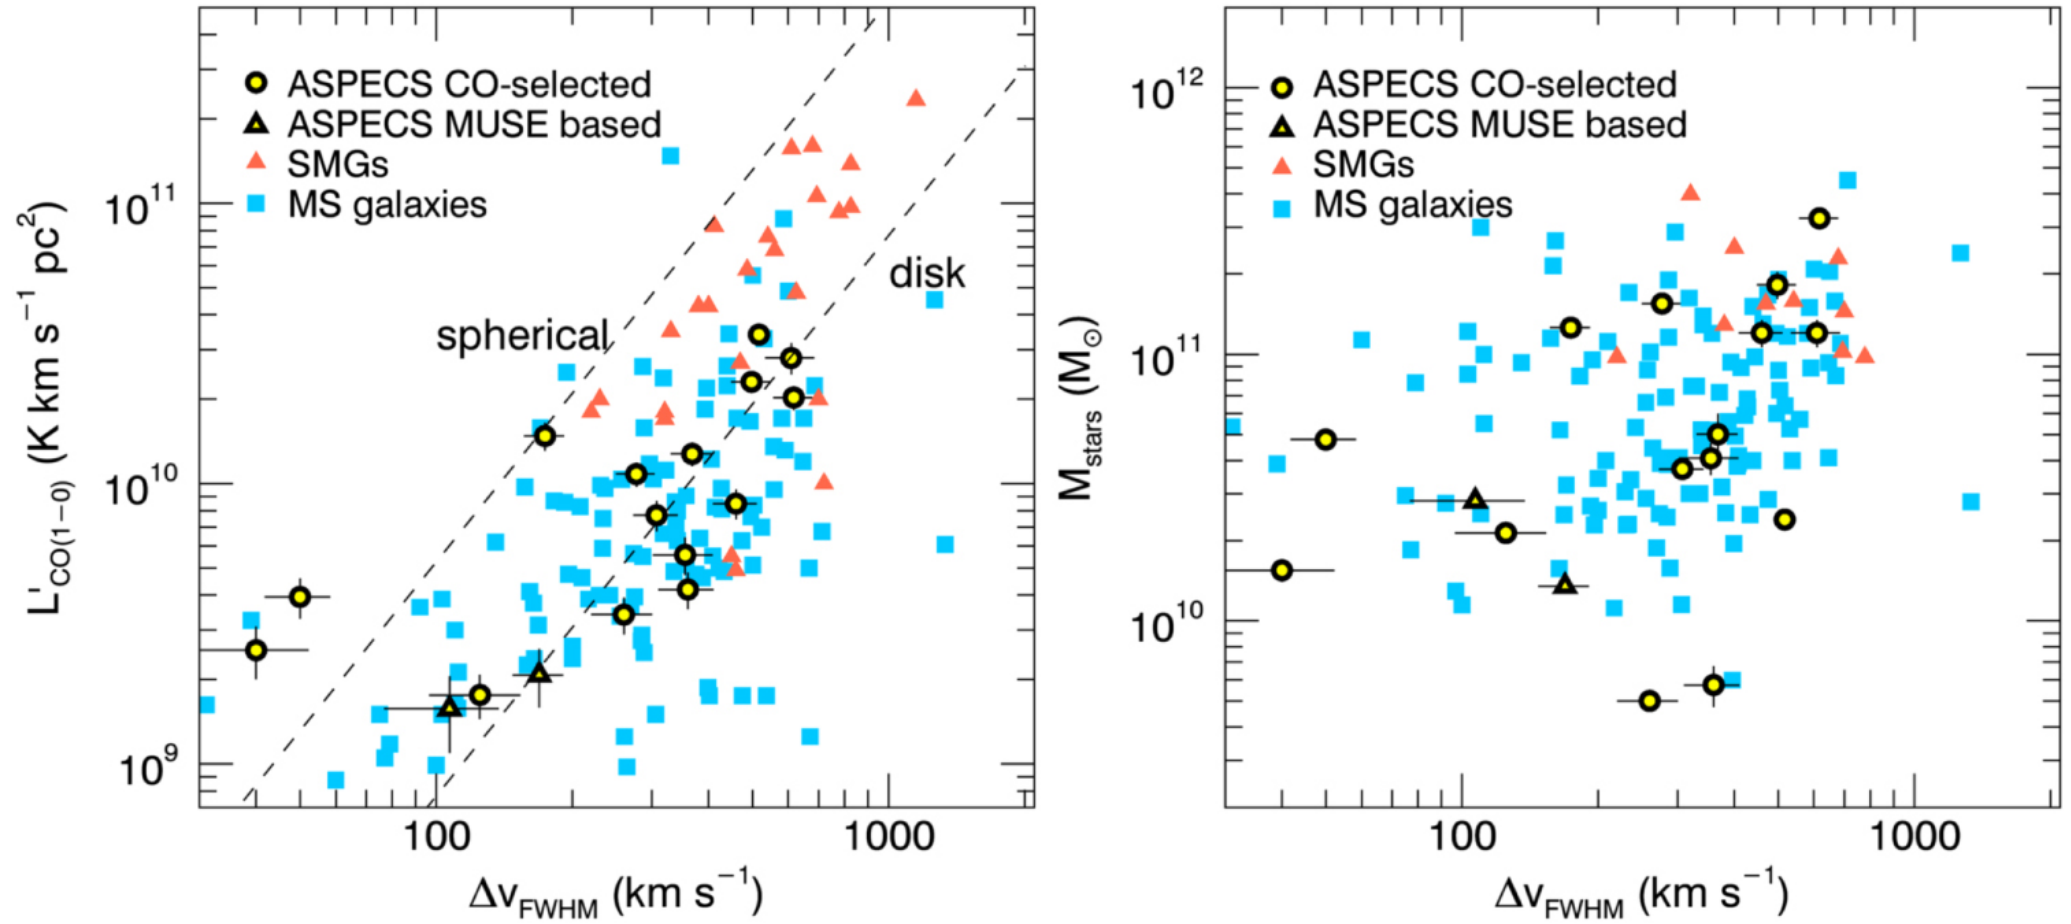 ASPECS CO-selected
ASPECS MUSE based
SMGs
MS galaxies
spherical
disk
10¹¹
10¹⁰
10⁹
L'CO(1−0) (K km s⁻¹ pc²)
100
1000
ΔvFWHM (km s⁻¹)
ASPECS CO-selected
ASPECS MUSE based
SMGs
MS galaxies
10¹²
10¹¹
10¹⁰
Mstars (M⊙)
100
1000
ΔvFWHM (km s⁻¹)